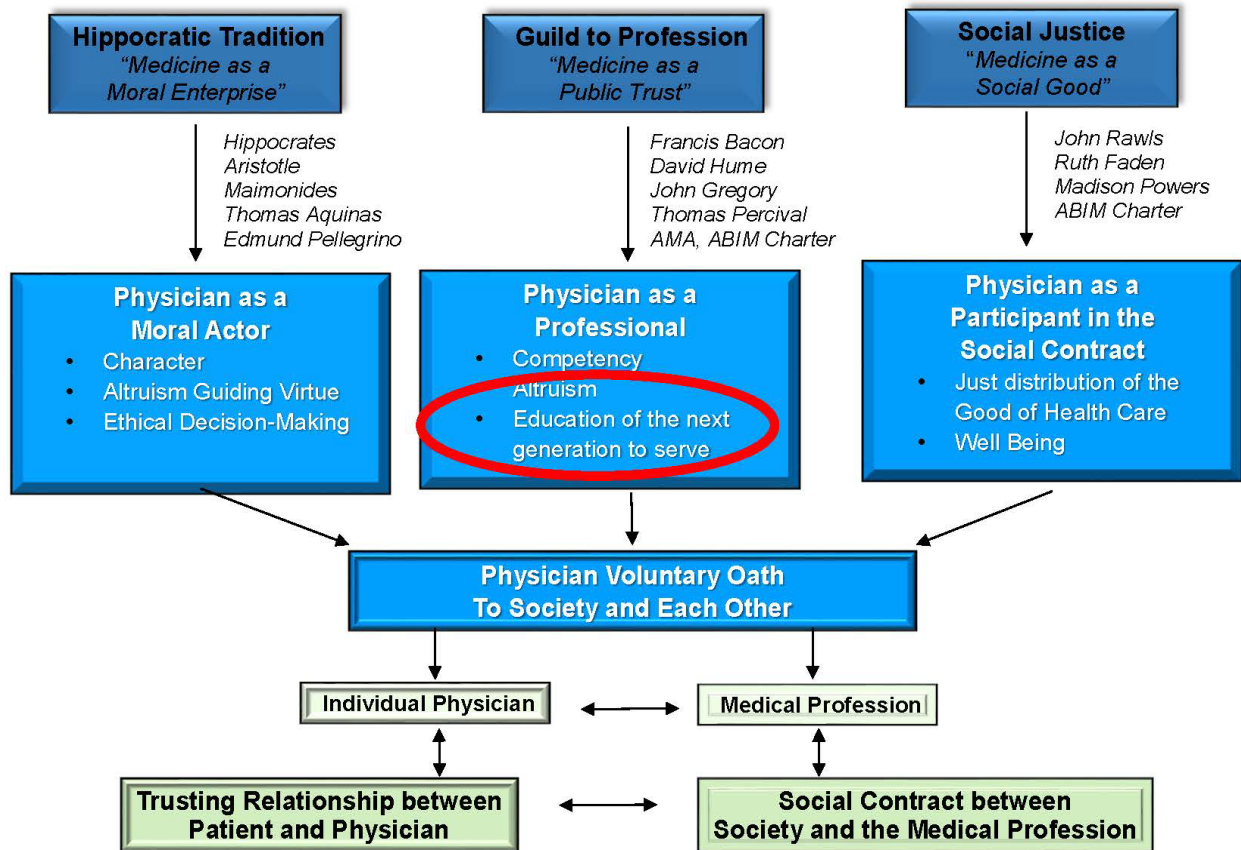 Hippocratic Tradition
“Medicine as a
Moral Enterprise”
Guild to Profession
“Medicine as a
Public Trust”
Social Justice
“Medicine as a
Social Good”
Hippocrates
Aristotle
Maimonides
Thomas Aquinas
Edmund Pellegrino
Francis Bacon
David Hume
John Gregory
Thomas Percival
AMA, ABIM Charter
John Rawls
Ruth Faden
Madison Powers
ABIM Charter
Physician as a
Moral Actor
• Character
• Altruism Guiding Virtue
• Ethical Decision-Making
Physician as a
Professional
• Competency
• Altruism
• Education of the next
generation to serve
Physician as a
Participant in the
Social Contract
• Just distribution of the
Good of Health Care
• Well Being
Physician Voluntary Oath
To Society and Each Other
Individual Physician
Medical Profession
Trusting Relationship between
Patient and Physician
Social Contract between
Society and the Medical Profession